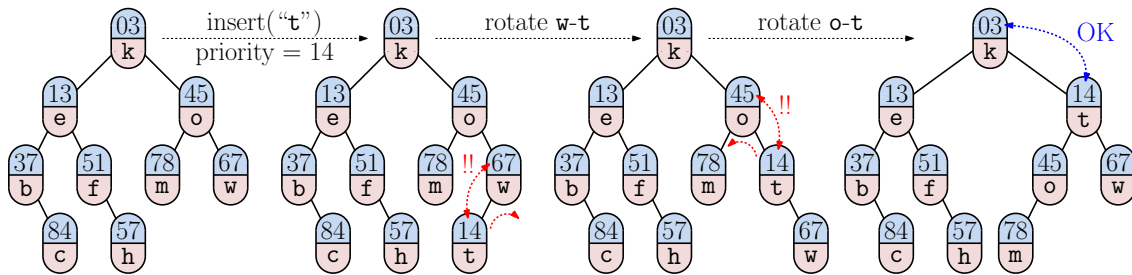 03 insert(“t”) 03 rotate w-t 03 rotate o-t 03 OK
k priority = 14 k k k
13 45 13 45 13 45 !! 13 14
e o e o e o e t
37 51 78 67 37 51 78 !! 67 37 51 78 14 37 51 45 67
b f m w b f m w b f m t b f o w
84 57 84 57 14 84 57 67 84 57 78
c h c h t c h w c h m